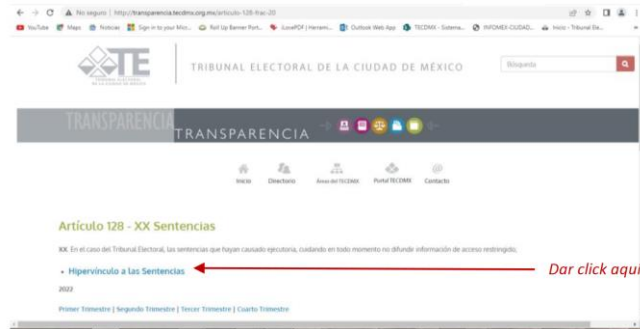 No seguro | http://transparencia.tecdmx.org.mx/articulo-128-frac-20
YouTube Maps Noticias Sign in to your Micr... Roll Up Banner Port... iLovePDF | Herrami... Outlook Web App TECDMX - Sistema... INFOMEX-CIUDAD... Inicio - Tribunal Ele...
TE
TRIBUNAL ELECTORAL DE LA CIUDAD DE MÉXICO
Búsqueda
TRANSPARENCIA
TRANSPARENCIA
Inicio Directorio Áreas del TECDMX Portal TECDMX Contacto
Artículo 128 - XX Sentencias
XX. En el caso del Tribunal Electoral, las sentencias que hayan causado ejecutoria, cuidando en todo momento no difundir información de acceso restringido;
• Hipervínculo a las Sentencias
Dar click aqui
2022
Primer Trimestre | Segundo Trimestre | Tercer Trimestre | Cuarto Trimestre